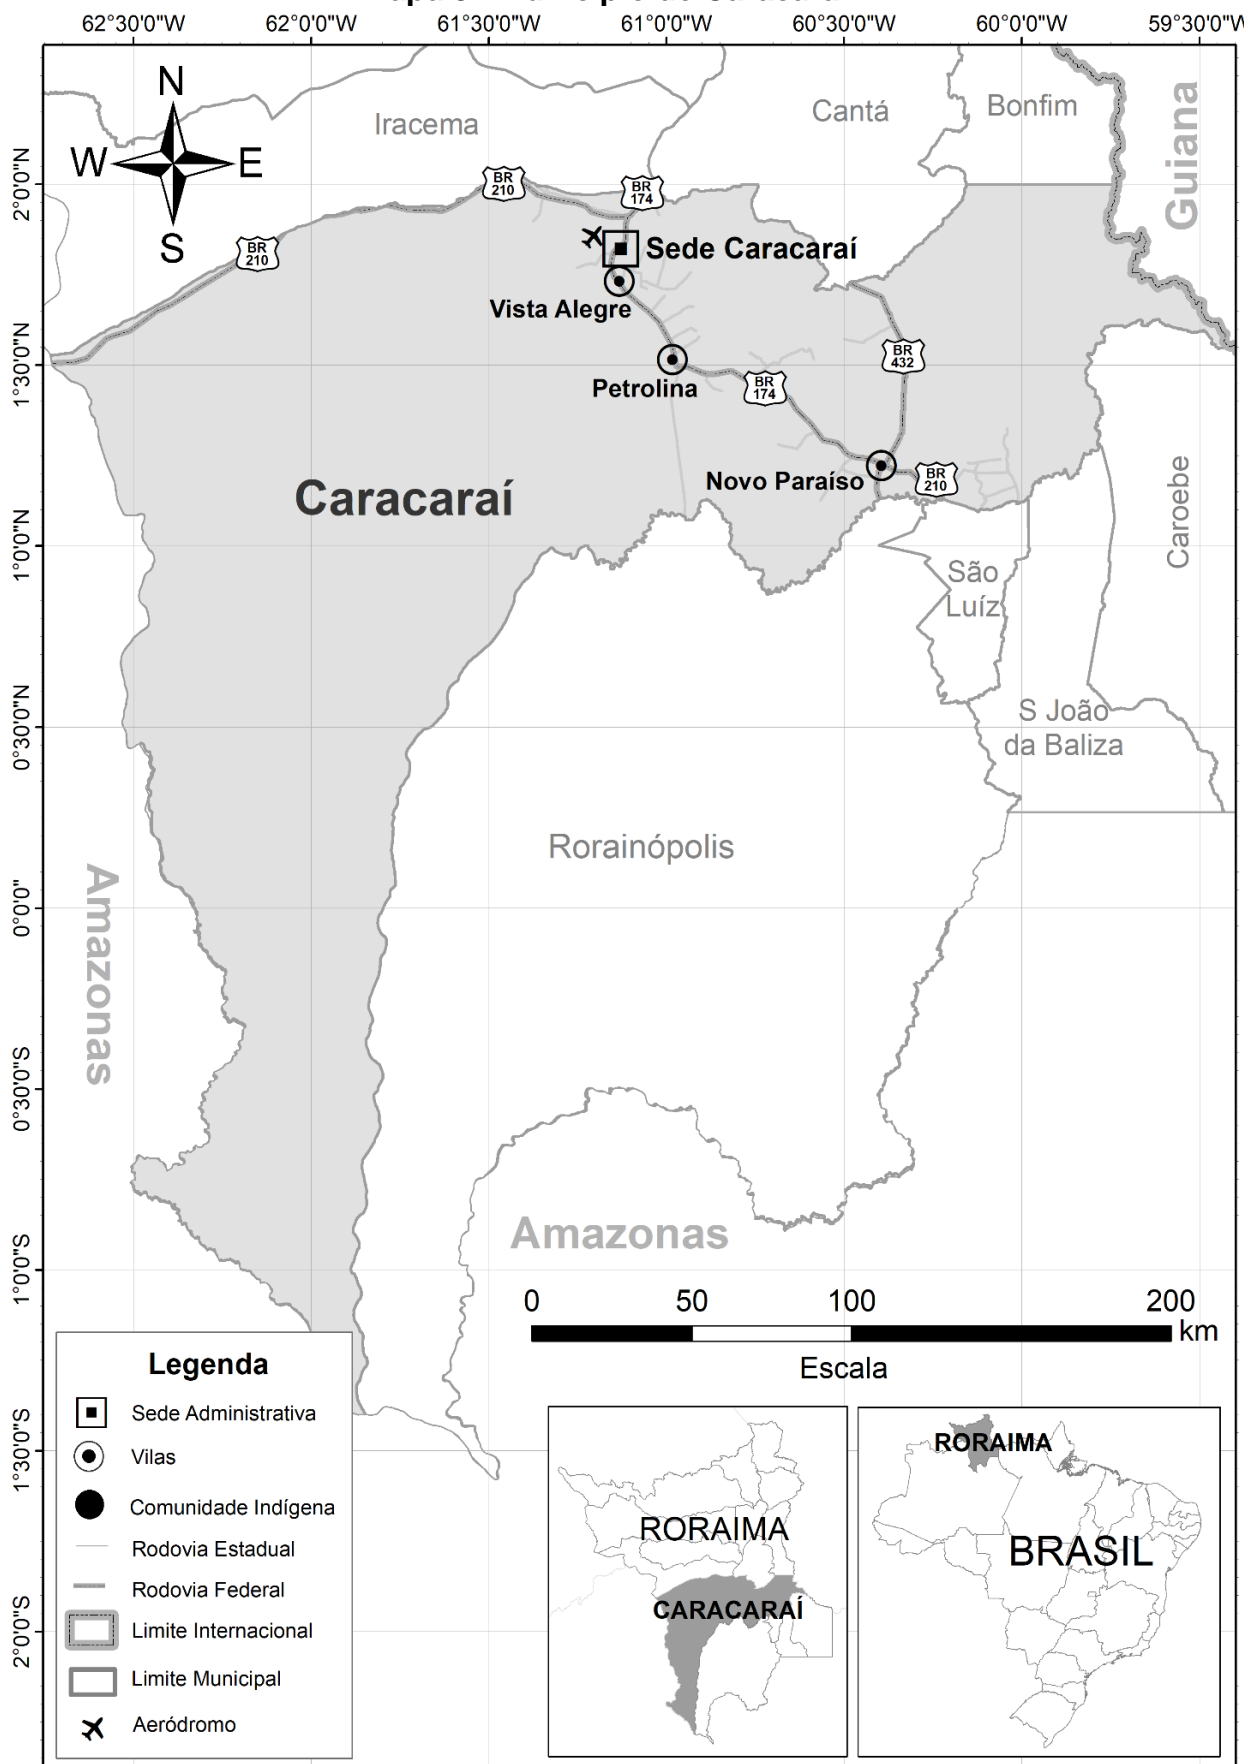 62°30'0"W 62°0'0"W 61°30'0"W 61°0'0"W 60°30'0"W 60°0'0"W 59°30'0"W
2°0'0"N
1°30'0"N
1°0'0"N
0°30'0"N
0°0'0"
0°30'0"S
1°0'0"S
1°30'0"S
2°0'0"S
N
W E
S
Iracema
Cantá
Bonfim
Guiana
BR
210
BR
174
BR
210
Sede Caracaraí
Vista Alegre
BR
432
Petrolina
BR
174
Novo Paraíso
BR
210
Caracaraí
Caroebe
São
Luíz
S João
da Baliza
Rorainópolis
Amazonas
Amazonas
0 50 100 200
km
Escala
Legenda
Sede Administrativa
Vilas
Comunidade Indígena
Rodovia Estadual
Rodovia Federal
Limite Internacional
Limite Municipal
Aeródromo
RORAIMA
CARACARAÍ
RORAIMA
BRASIL